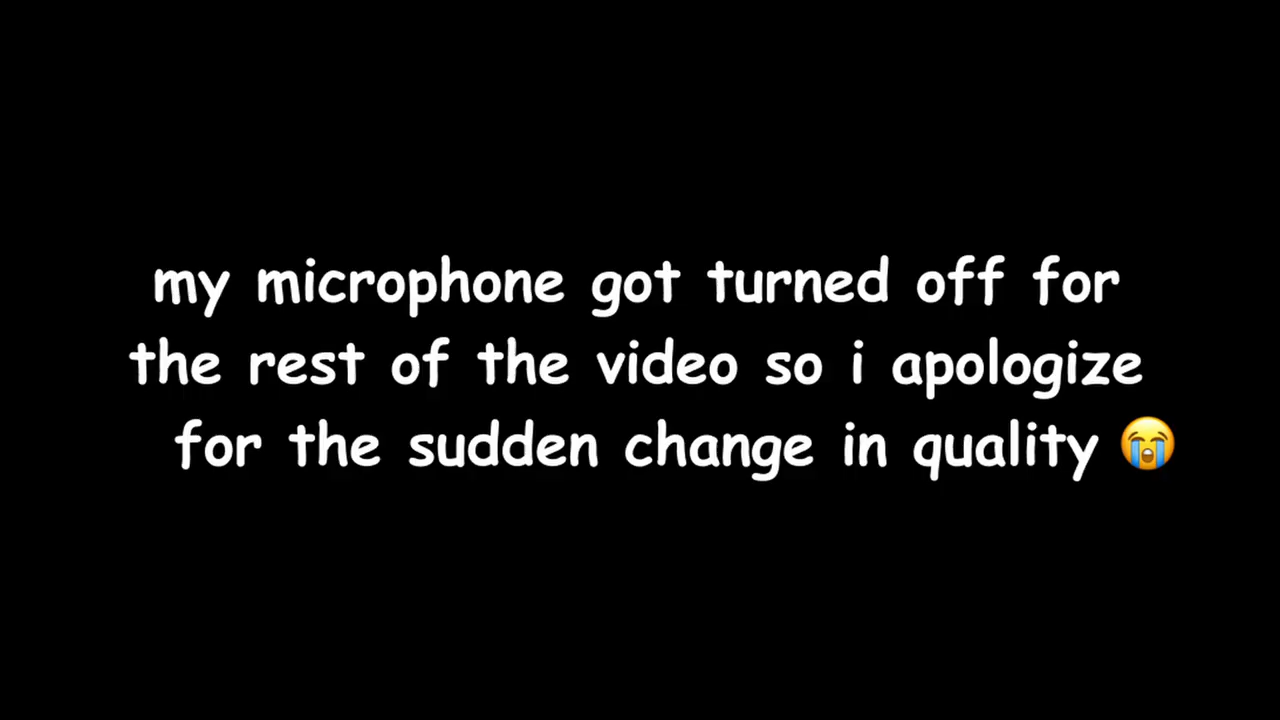 my microphone got turned off for
the rest of the video so i apologize
for the sudden change in quality 😭